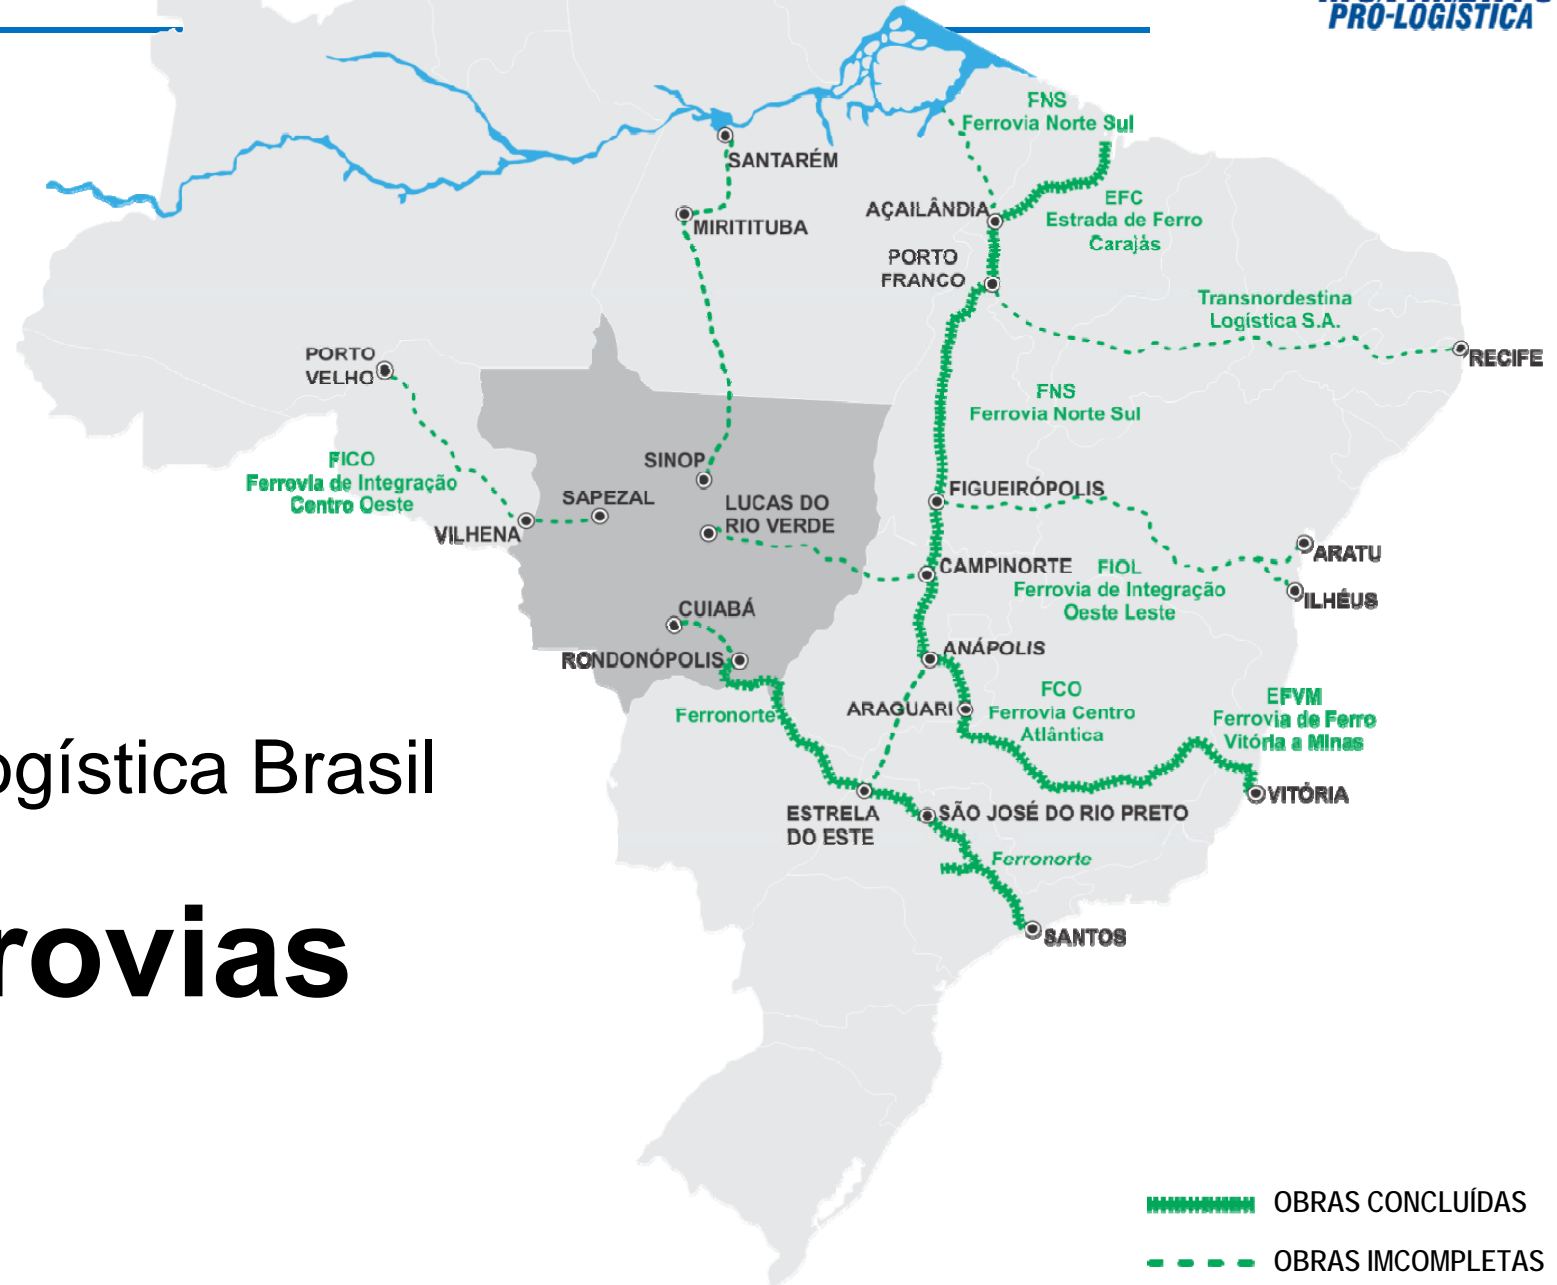 PRÓ-LOGÍSTICA
FNS
Ferrovia Norte Sul
SANTARÉM
MIRITITUBA
AÇAILÂNDIA
EFC
Estrada de Ferro
Carajás
PORTO
FRANCO
Transnordestina
Logística S.A.
RECIFE
PORTO
VELHO
FNS
Ferrovia Norte Sul
FICO
Ferrovia de Integração
Centro Oeste
SINOP
SAPEZAL
LUCAS DO
RIO VERDE
VILHENA
FIGUEIRÓPOLIS
ARATU
CAMPINORTE
FIOL
Ferrovia de Integração
Oeste Leste
ILHÉUS
CUIABÁ
RONDONÓPOLIS
ANÁPOLIS
Ferronorte
ARAGUARI
FCO
Ferrovia Centro
Atlântica
EFVM
Ferrovia de Ferro
Vitória a Minas
VITÓRIA
ogística Brasil
ESTRELA
DO ESTE
SÃO JOSÉ DO RIO PRETO
Ferronorte
rovias
SANTOS
OBRAS CONCLUÍDAS
OBRAS IMCOMPLETAS